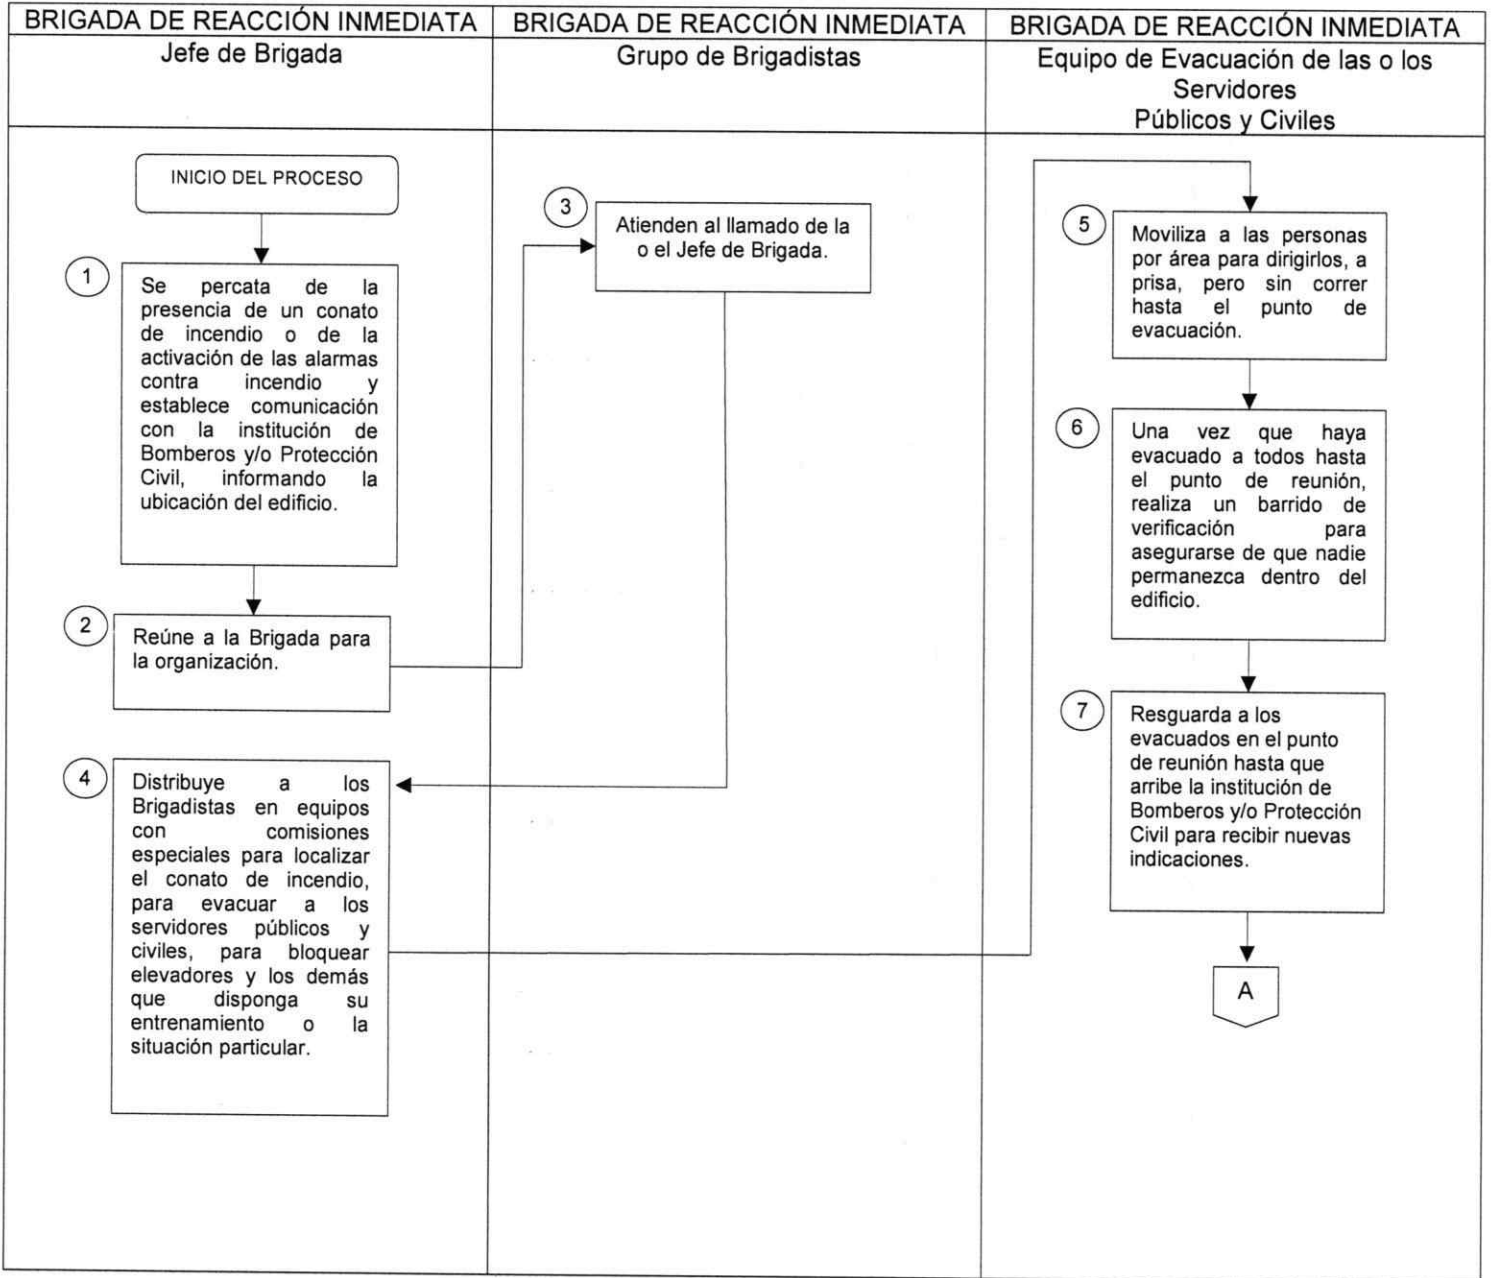 BRIGADA DE REACCIÓN INMEDIATA
Jefe de Brigada
BRIGADA DE REACCIÓN INMEDIATA
Grupo de Brigadistas
BRIGADA DE REACCIÓN INMEDIATA
Equipo de Evacuación de las o los
Servidores
Públicos y Civiles
INICIO DEL PROCESO
1
Se percata de la
presencia de un conato
de incendio o de la
activación de las alarmas
contra incendio y
establece comunicación
con la institución de
Bomberos y/o Protección
Civil, informando la
ubicación del edificio.
2
Reúne a la Brigada para
la organización.
3
Atienden al llamado de la
o el Jefe de Brigada.
4
Distribuye a los
Brigadistas en equipos
con comisiones
especiales para localizar
el conato de incendio,
para evacuar a los
servidores públicos y
civiles, para bloquear
elevadores y los demás
que disponga su
entrenamiento o la
situación particular.
5
Moviliza a las personas
por área para dirigirlos, a
prisa, pero sin correr
hasta el punto de
evacuación.
6
Una vez que haya
evacuado a todos hasta
el punto de reunión,
realiza un barrido de
verificación para
asegurarse de que nadie
permanezca dentro del
edificio.
7
Resguarda a los
evacuados en el punto
de reunión hasta que
arribe la institución de
Bomberos y/o Protección
Civil para recibir nuevas
indicaciones.
A